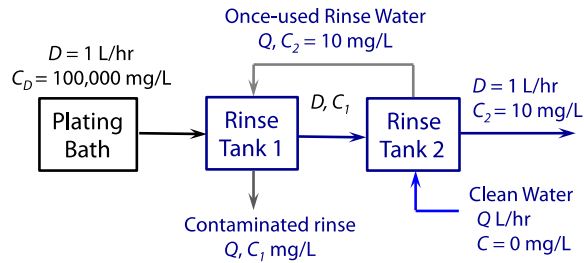 Once-used Rinse Water
Q, C₂ = 10 mg/L
D = 1 L/hr
C_D = 100,000 mg/L
Plating
Bath
Rinse
Tank 1
D, C₁
Rinse
Tank 2
D = 1 L/hr
C₂ = 10 mg/L
Contaminated rinse
Q, C₁ mg/L
Clean Water
Q L/hr
C = 0 mg/L